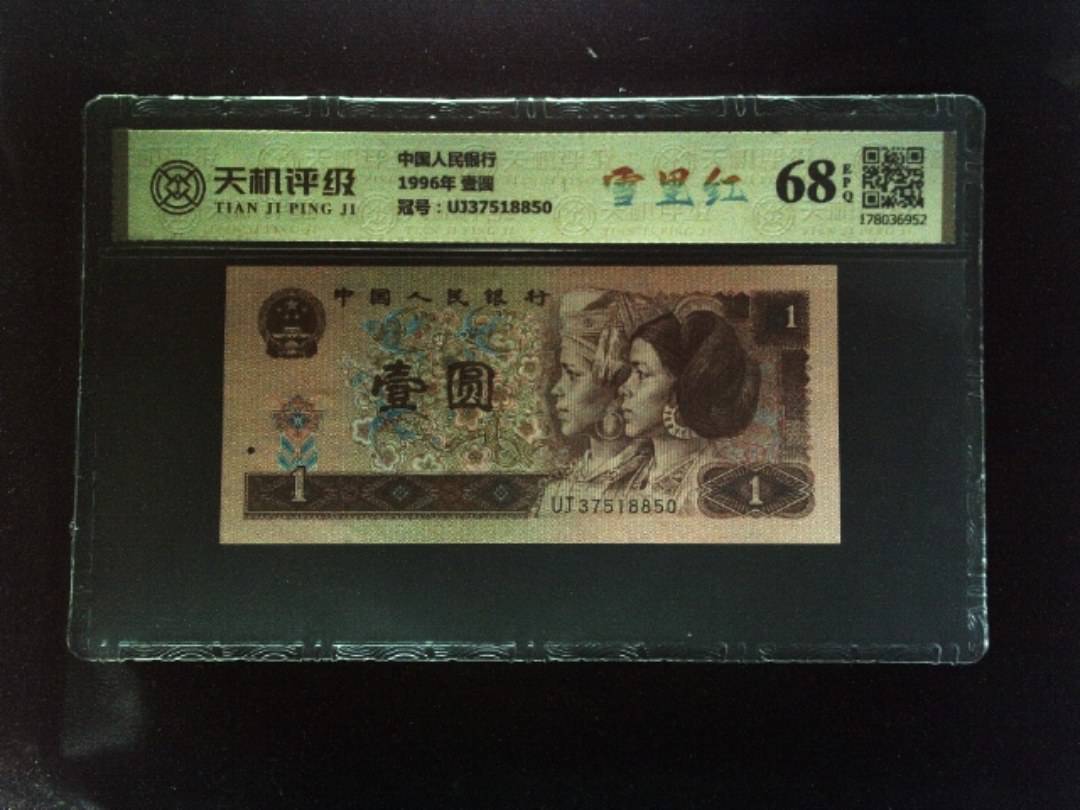 天机评级
TIAN JI PING JI
中国人民银行
1996年 壹圆
冠号：UJ37518850
雪里红
68
EPQ
178036952
中国人民银行
1
壹圆
1
UJ37518850
1